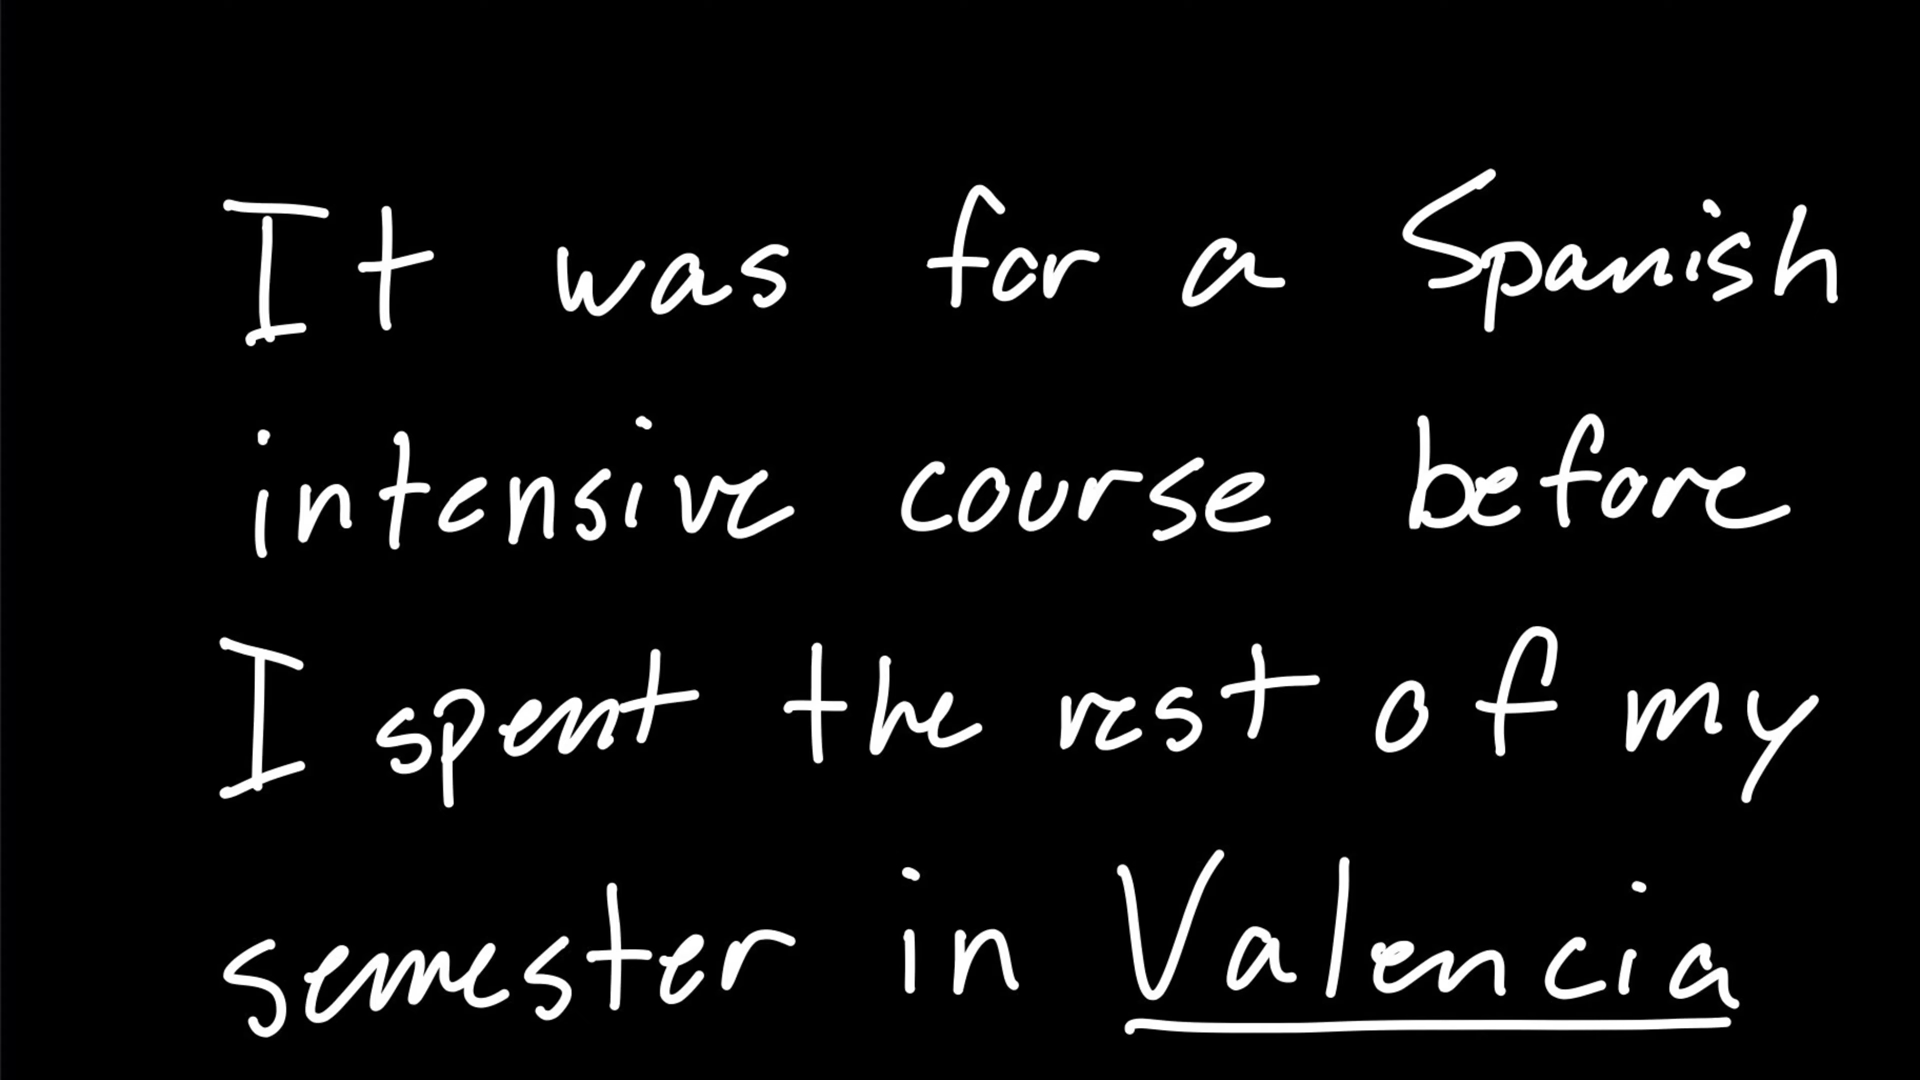 It was for a Spanish
intensive course before
I spent the rest of my
semester in Valencia